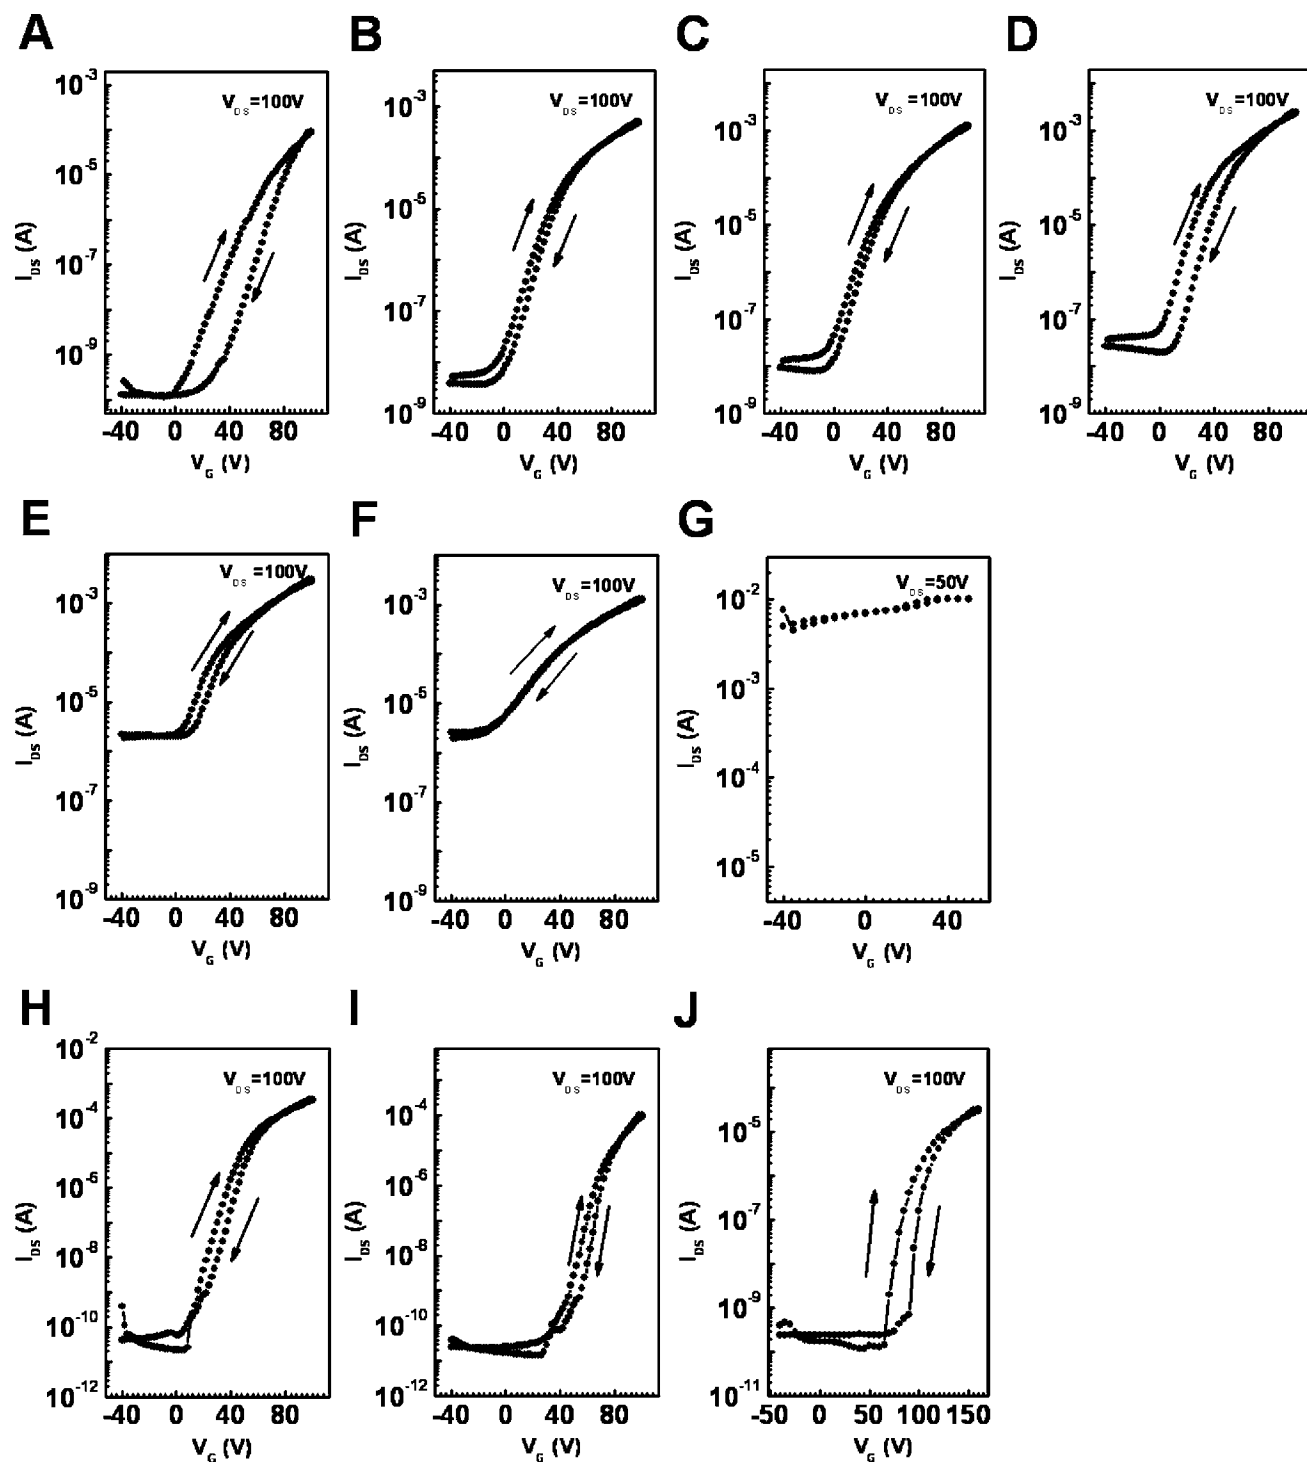 A
V_DS=100V
10^-3
10^-5
10^-7
10^-9
I_DS (A)
-40 0 40 80
V_G (V)
B
V_DS=100V
10^-3
10^-5
10^-7
10^-9
I_DS (A)
-40 0 40 80
V_G (V)
C
V_DS=100V
10^-3
10^-5
10^-7
10^-9
I_DS (A)
-40 0 40 80
V_G (V)
D
V_DS=100V
10^-3
10^-5
10^-7
10^-9
I_DS (A)
-40 0 40 80
V_G (V)
E
V_DS =100V
10^-3
10^-5
10^-7
10^-9
I_DS (A)
-40 0 40 80
V_G (V)
F
V_DS=100V
10^-3
10^-5
10^-7
10^-9
I_DS (A)
-40 0 40 80
V_G (V)
G
V_DS=50V
10^-2
10^-3
10^-4
10^-5
I_DS (A)
-40 0 40
V_G (V)
H
V_DS=100V
10^-2
10^-4
10^-6
10^-8
10^-10
10^-12
I_DS (A)
-40 0 40 80
V_G (V)
I
V_DS=100V
10^-4
10^-6
10^-8
10^-10
10^-12
I_DS (A)
-40 0 40 80
V_G (V)
J
V_DS=100V
10^-5
10^-7
10^-9
10^-11
I_DS (A)
-50 0 50 100 150
V_G (V)